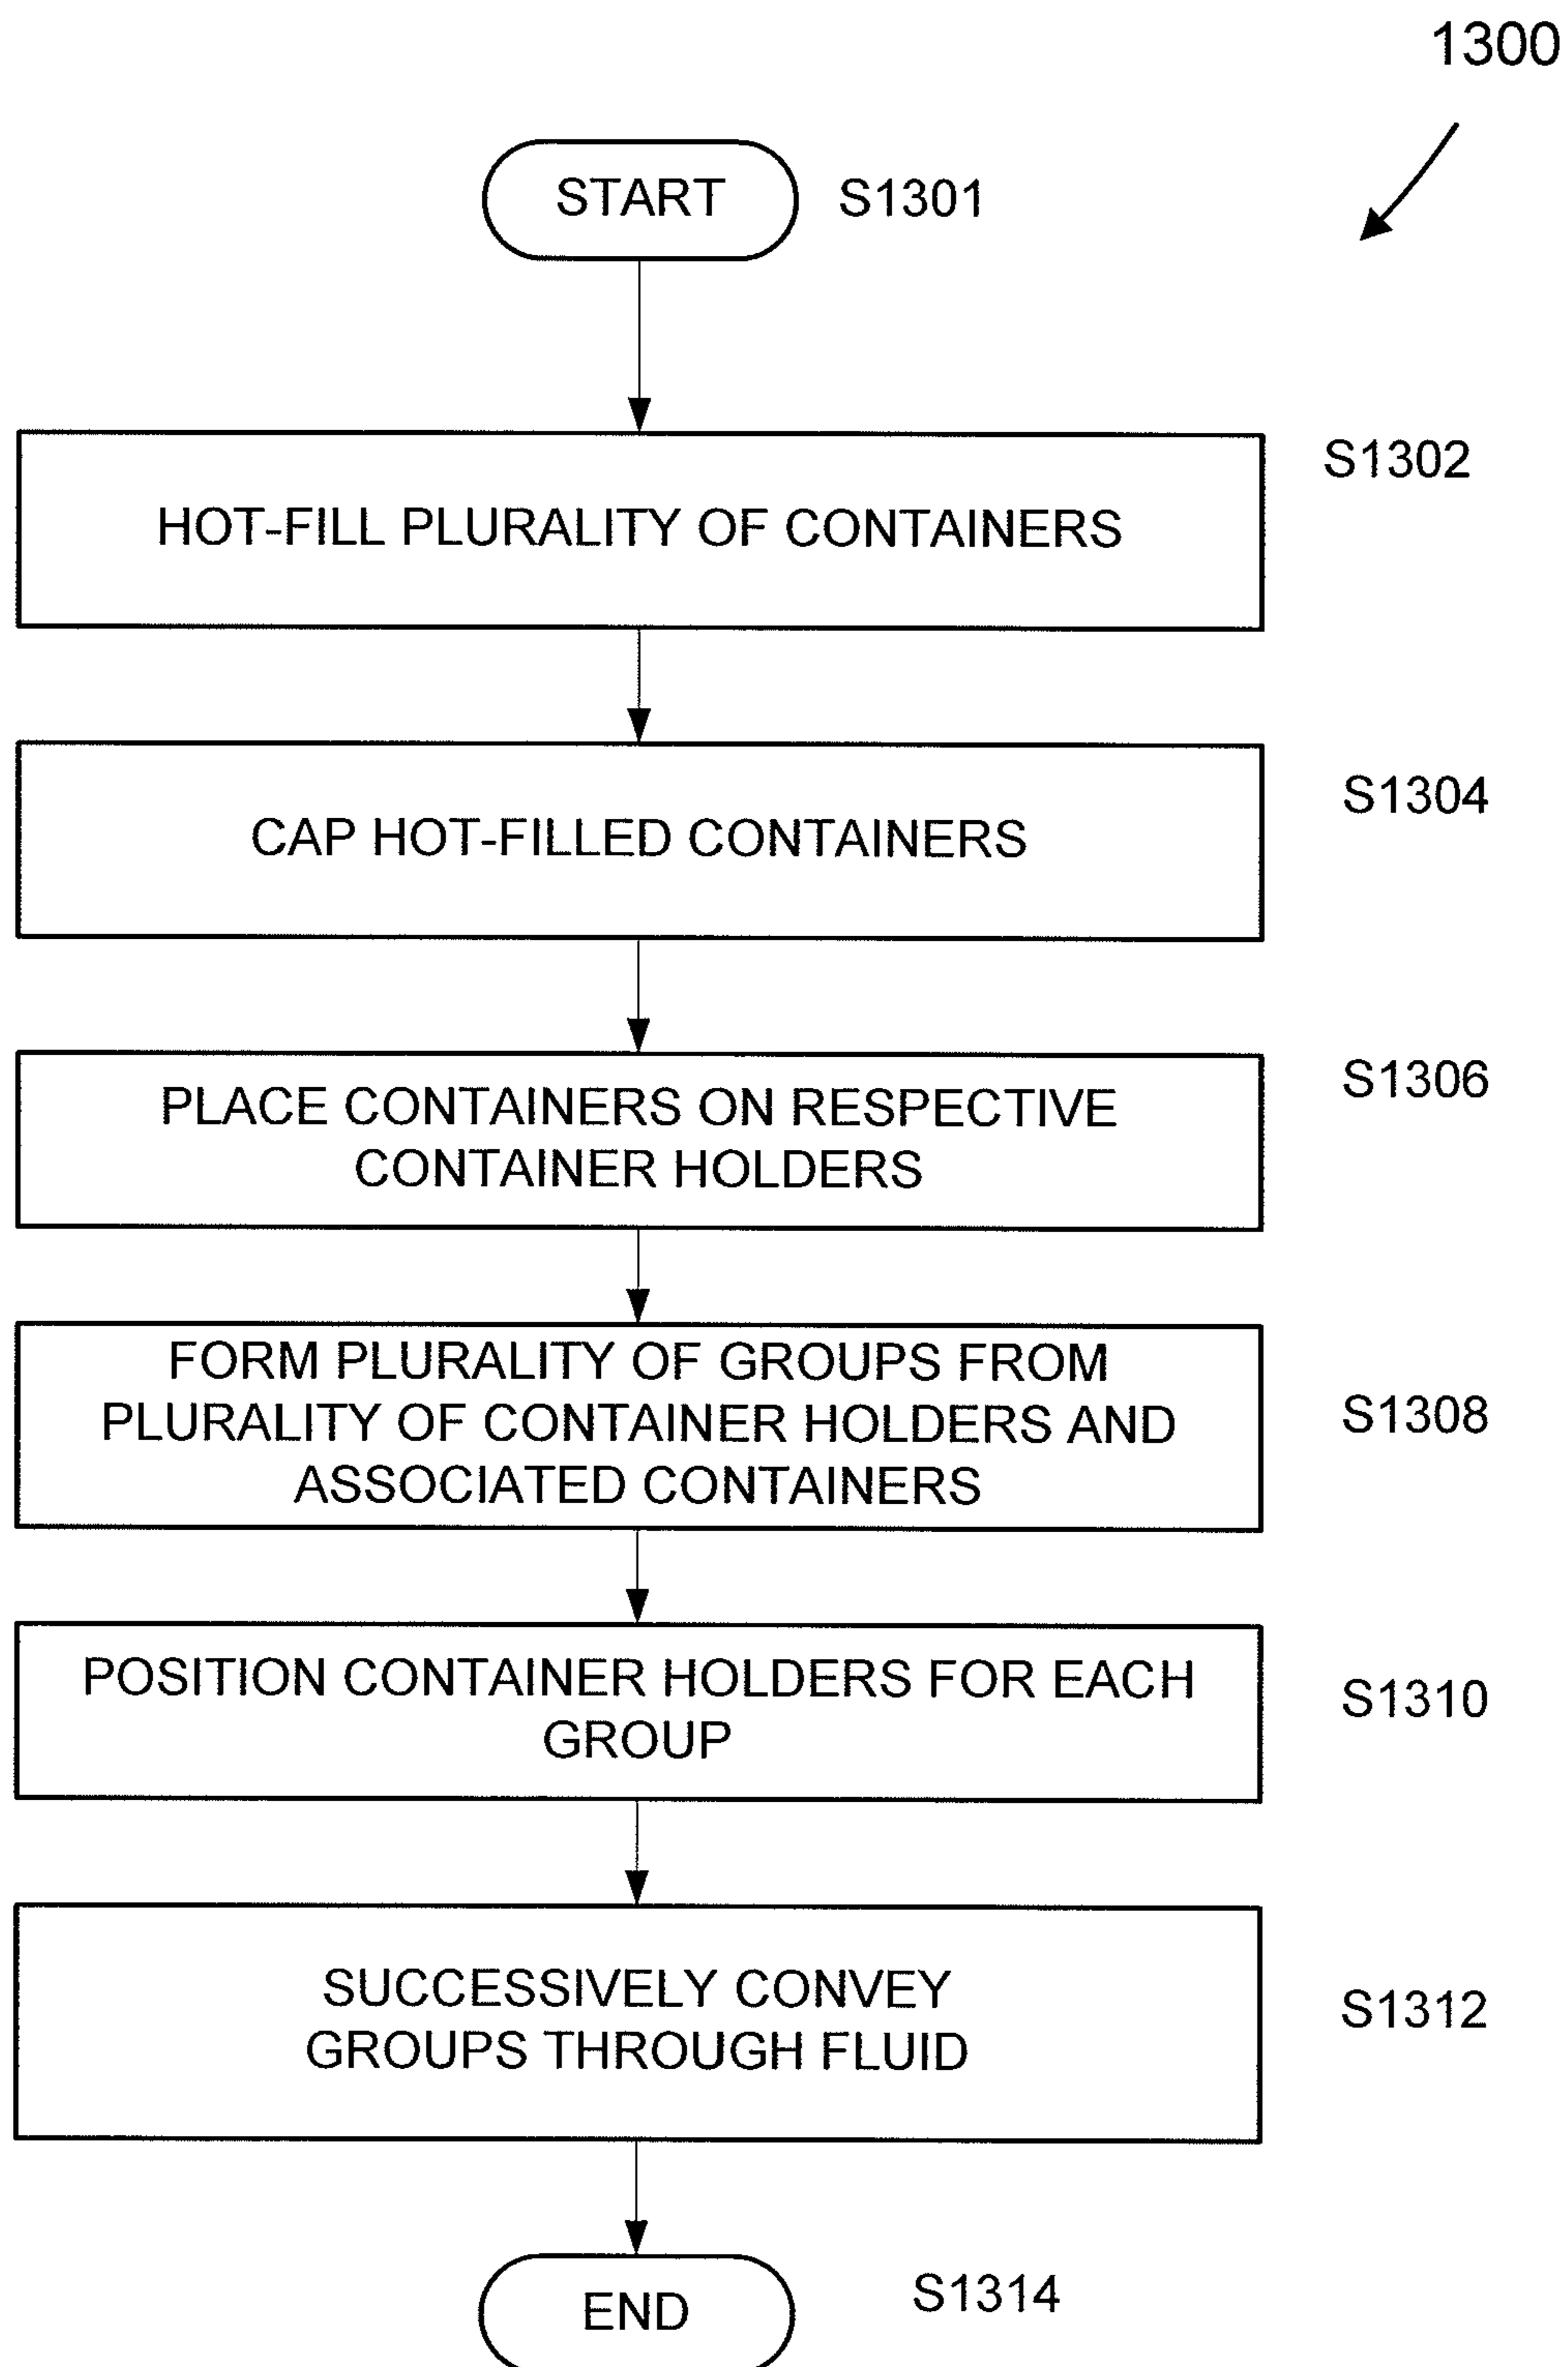 1300
START
S1301
S1302
HOT-FILL PLURALITY OF CONTAINERS
S1304
CAP HOT-FILLED CONTAINERS
S1306
PLACE CONTAINERS ON RESPECTIVE
CONTAINER HOLDERS
FORM PLURALITY OF GROUPS FROM
PLURALITY OF CONTAINER HOLDERS AND
ASSOCIATED CONTAINERS
S1308
POSITION CONTAINER HOLDERS FOR EACH
GROUP
S1310
SUCCESSIVELY CONVEY
GROUPS THROUGH FLUID
S1312
END
S1314